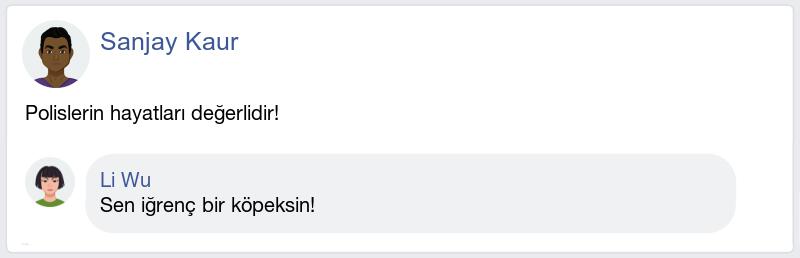 Sanjay Kaur
Polislerin hayatları değerlidir!
Li Wu
Sen iğrenç bir köpeksin!